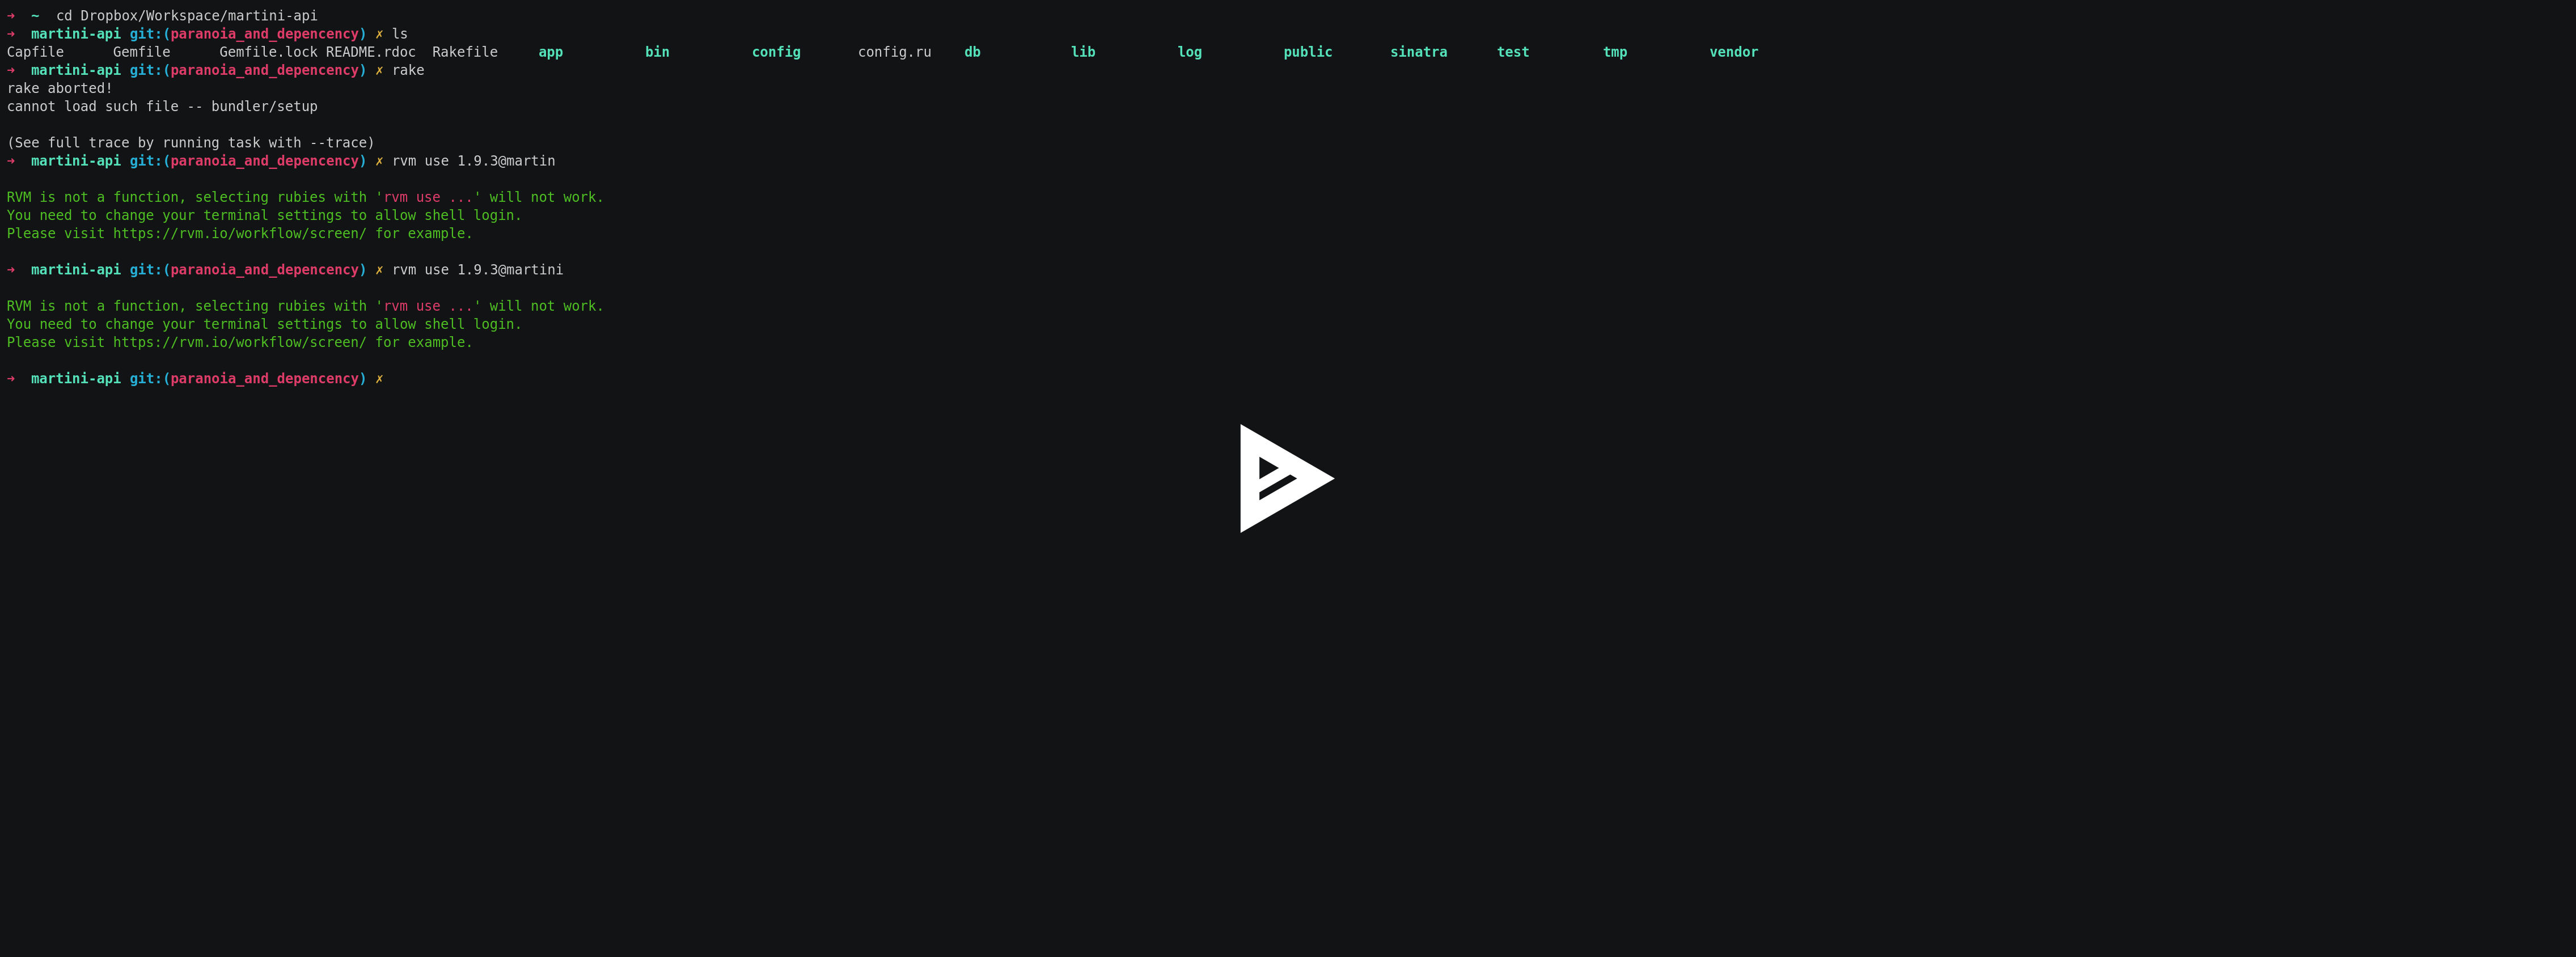 ➜  ~  cd Dropbox/Workspace/martini-api
➜  martini-api git:(paranoia_and_depencency) ✗ ls
Capfile      Gemfile      Gemfile.lock README.rdoc  Rakefile     app          bin          config       config.ru    db           lib          log          public       sinatra      test         tmp          vendor
➜  martini-api git:(paranoia_and_depencency) ✗ rake
rake aborted!
cannot load such file -- bundler/setup

(See full trace by running task with --trace)
➜  martini-api git:(paranoia_and_depencency) ✗ rvm use 1.9.3@martin

RVM is not a function, selecting rubies with 'rvm use ...' will not work.
You need to change your terminal settings to allow shell login.
Please visit https://rvm.io/workflow/screen/ for example.

➜  martini-api git:(paranoia_and_depencency) ✗ rvm use 1.9.3@martini

RVM is not a function, selecting rubies with 'rvm use ...' will not work.
You need to change your terminal settings to allow shell login.
Please visit https://rvm.io/workflow/screen/ for example.

➜  martini-api git:(paranoia_and_depencency) ✗